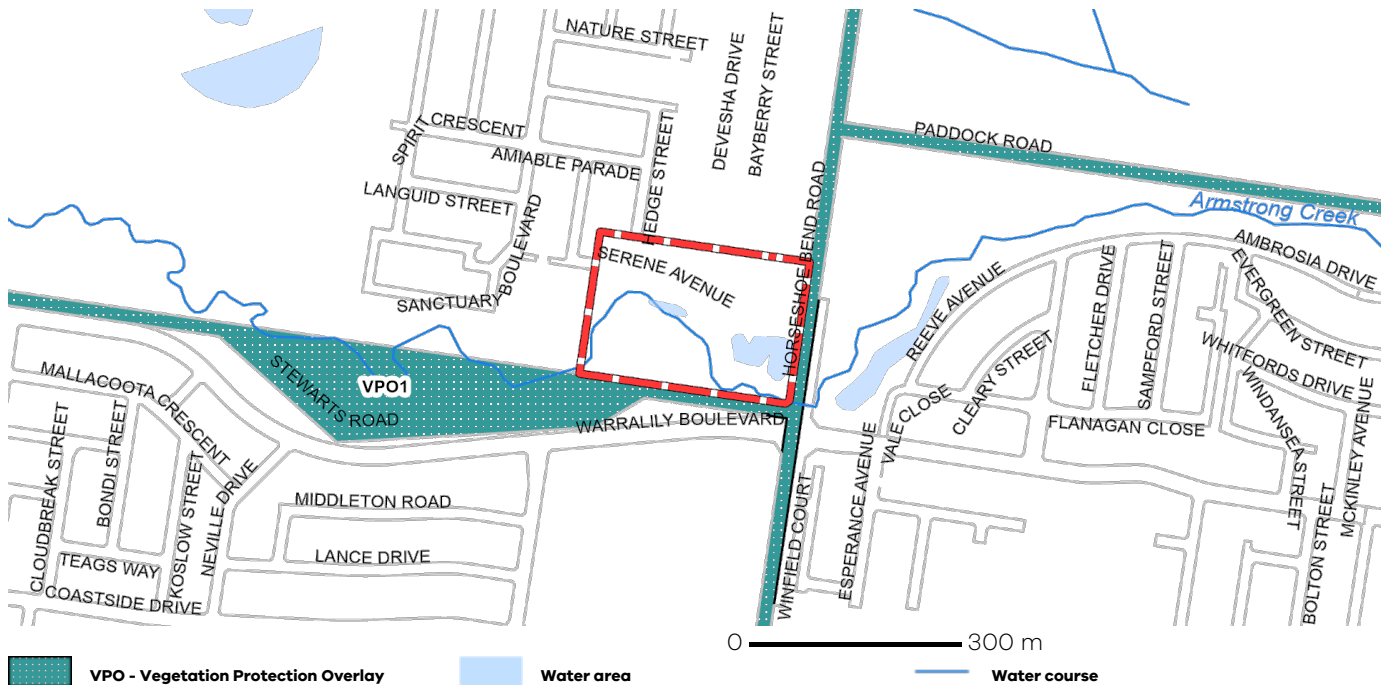 NATURE STREET
DEVESHA DRIVE
BAYBERRY STREET
SPIRIT
CRESCENT
PADDOCK ROAD
AMIABLE PARADE
HEDGE STREET
LANGUID STREET
BOULEVARD
HORSESHOE BEND ROAD
Armstrong Creek
AMBROSIA DRIVE
SERENE AVENUE
SANCTUARY
REEVE AVENUE
FLETCHER DRIVE
SAMPFORD STREET
EVERGREEN STREET
WHITFORDS DRIVE
STEWARTS ROAD
VPO1
MALLACOOTA CRESCENT
CLEARY STREET
VALE CLOSE
WARRALILY BOULEVARD
FLANAGAN CLOSE
WINDANSEA STREET
MCKINLEY AVENUE
CLOUDBREAK STREET
BONDI STREET
KOSLOW STREET
NEVILLE DRIVE
MIDDLETON ROAD
WINFIELD COURT
ESPERANCE AVENUE
BOLTON STREET
LANCE DRIVE
TEAGS WAY
COASTSIDE DRIVE
0 300 m
VPO - Vegetation Protection Overlay
Water area
Water course